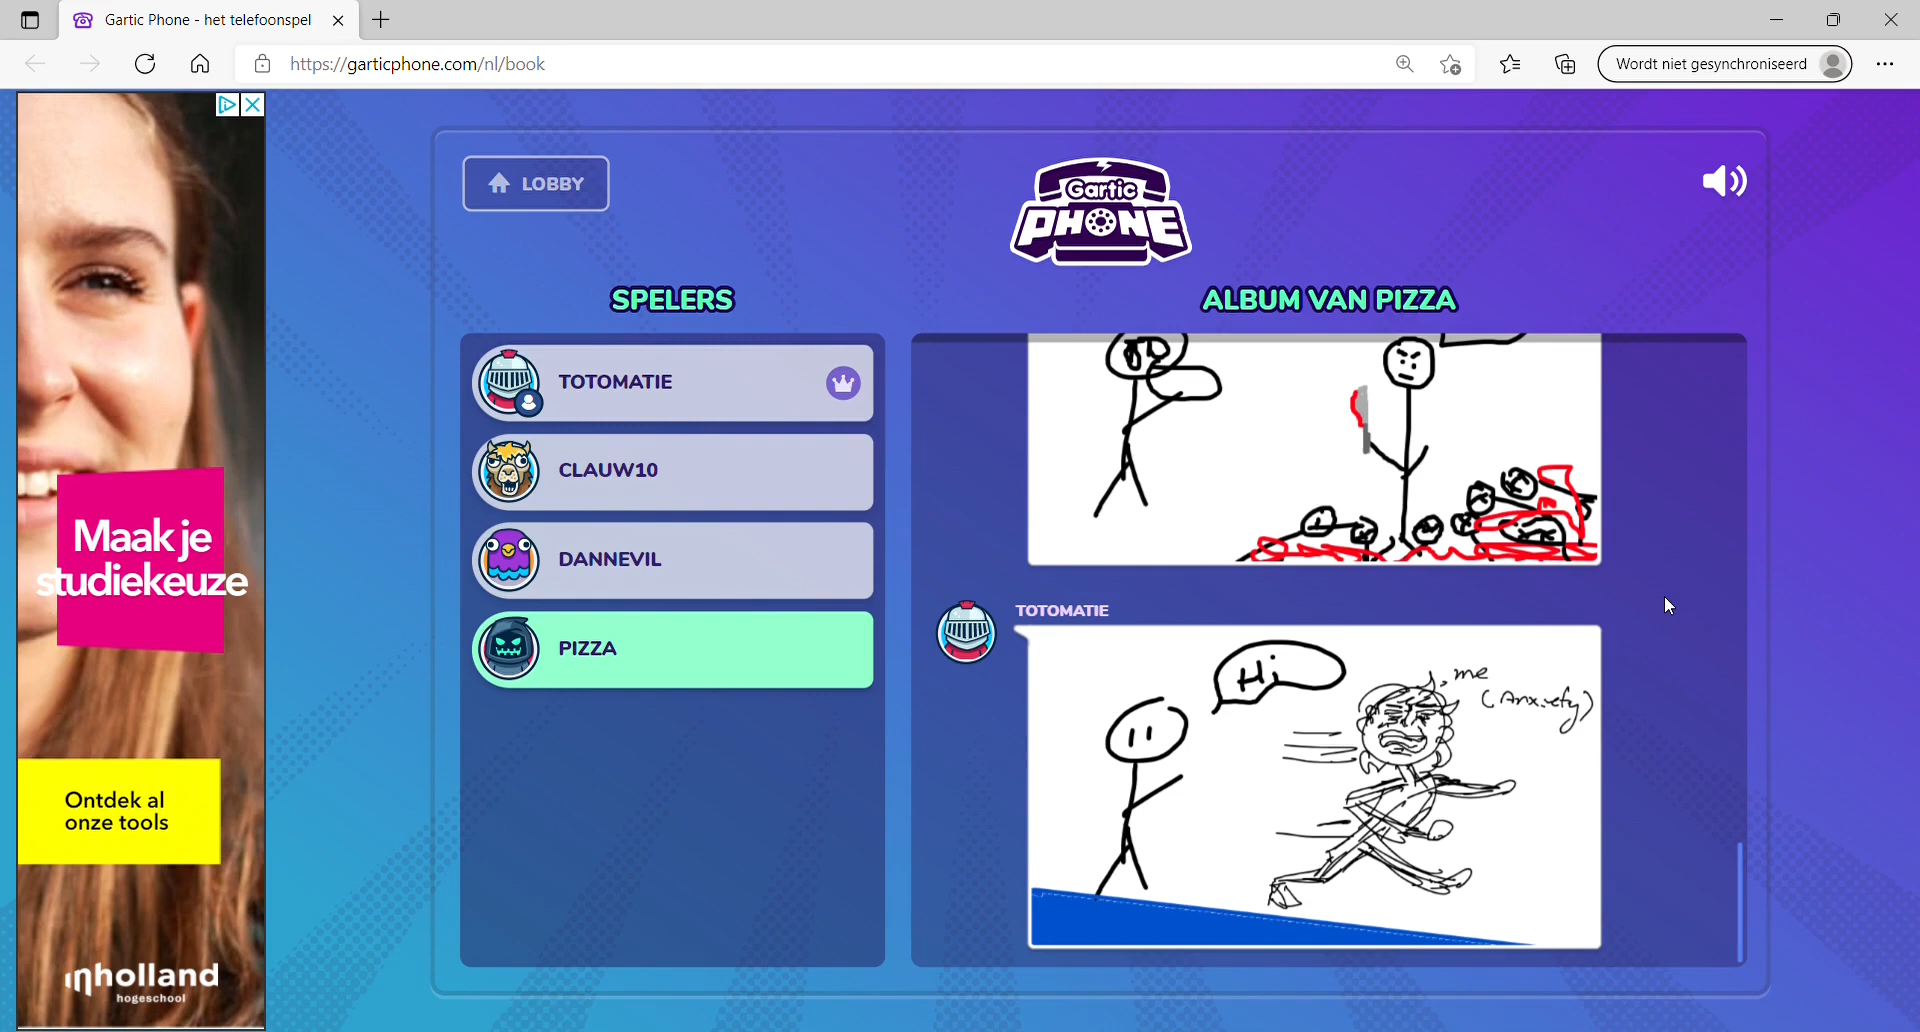 Gartic Phone - het telefoonspel
https://garticphone.com/nl/book
Wordt niet gesynchroniseerd
Maak je
studiekeuze
Ontdek al
onze tools
inholland
hogeschool
LOBBY
Gartic
PHONE
SPELERS
TOTOMATIE
CLAUW10
DANNEVIL
PIZZA
ALBUM VAN PIZZA
TOTOMATIE
Hi
me
(Anxiety)